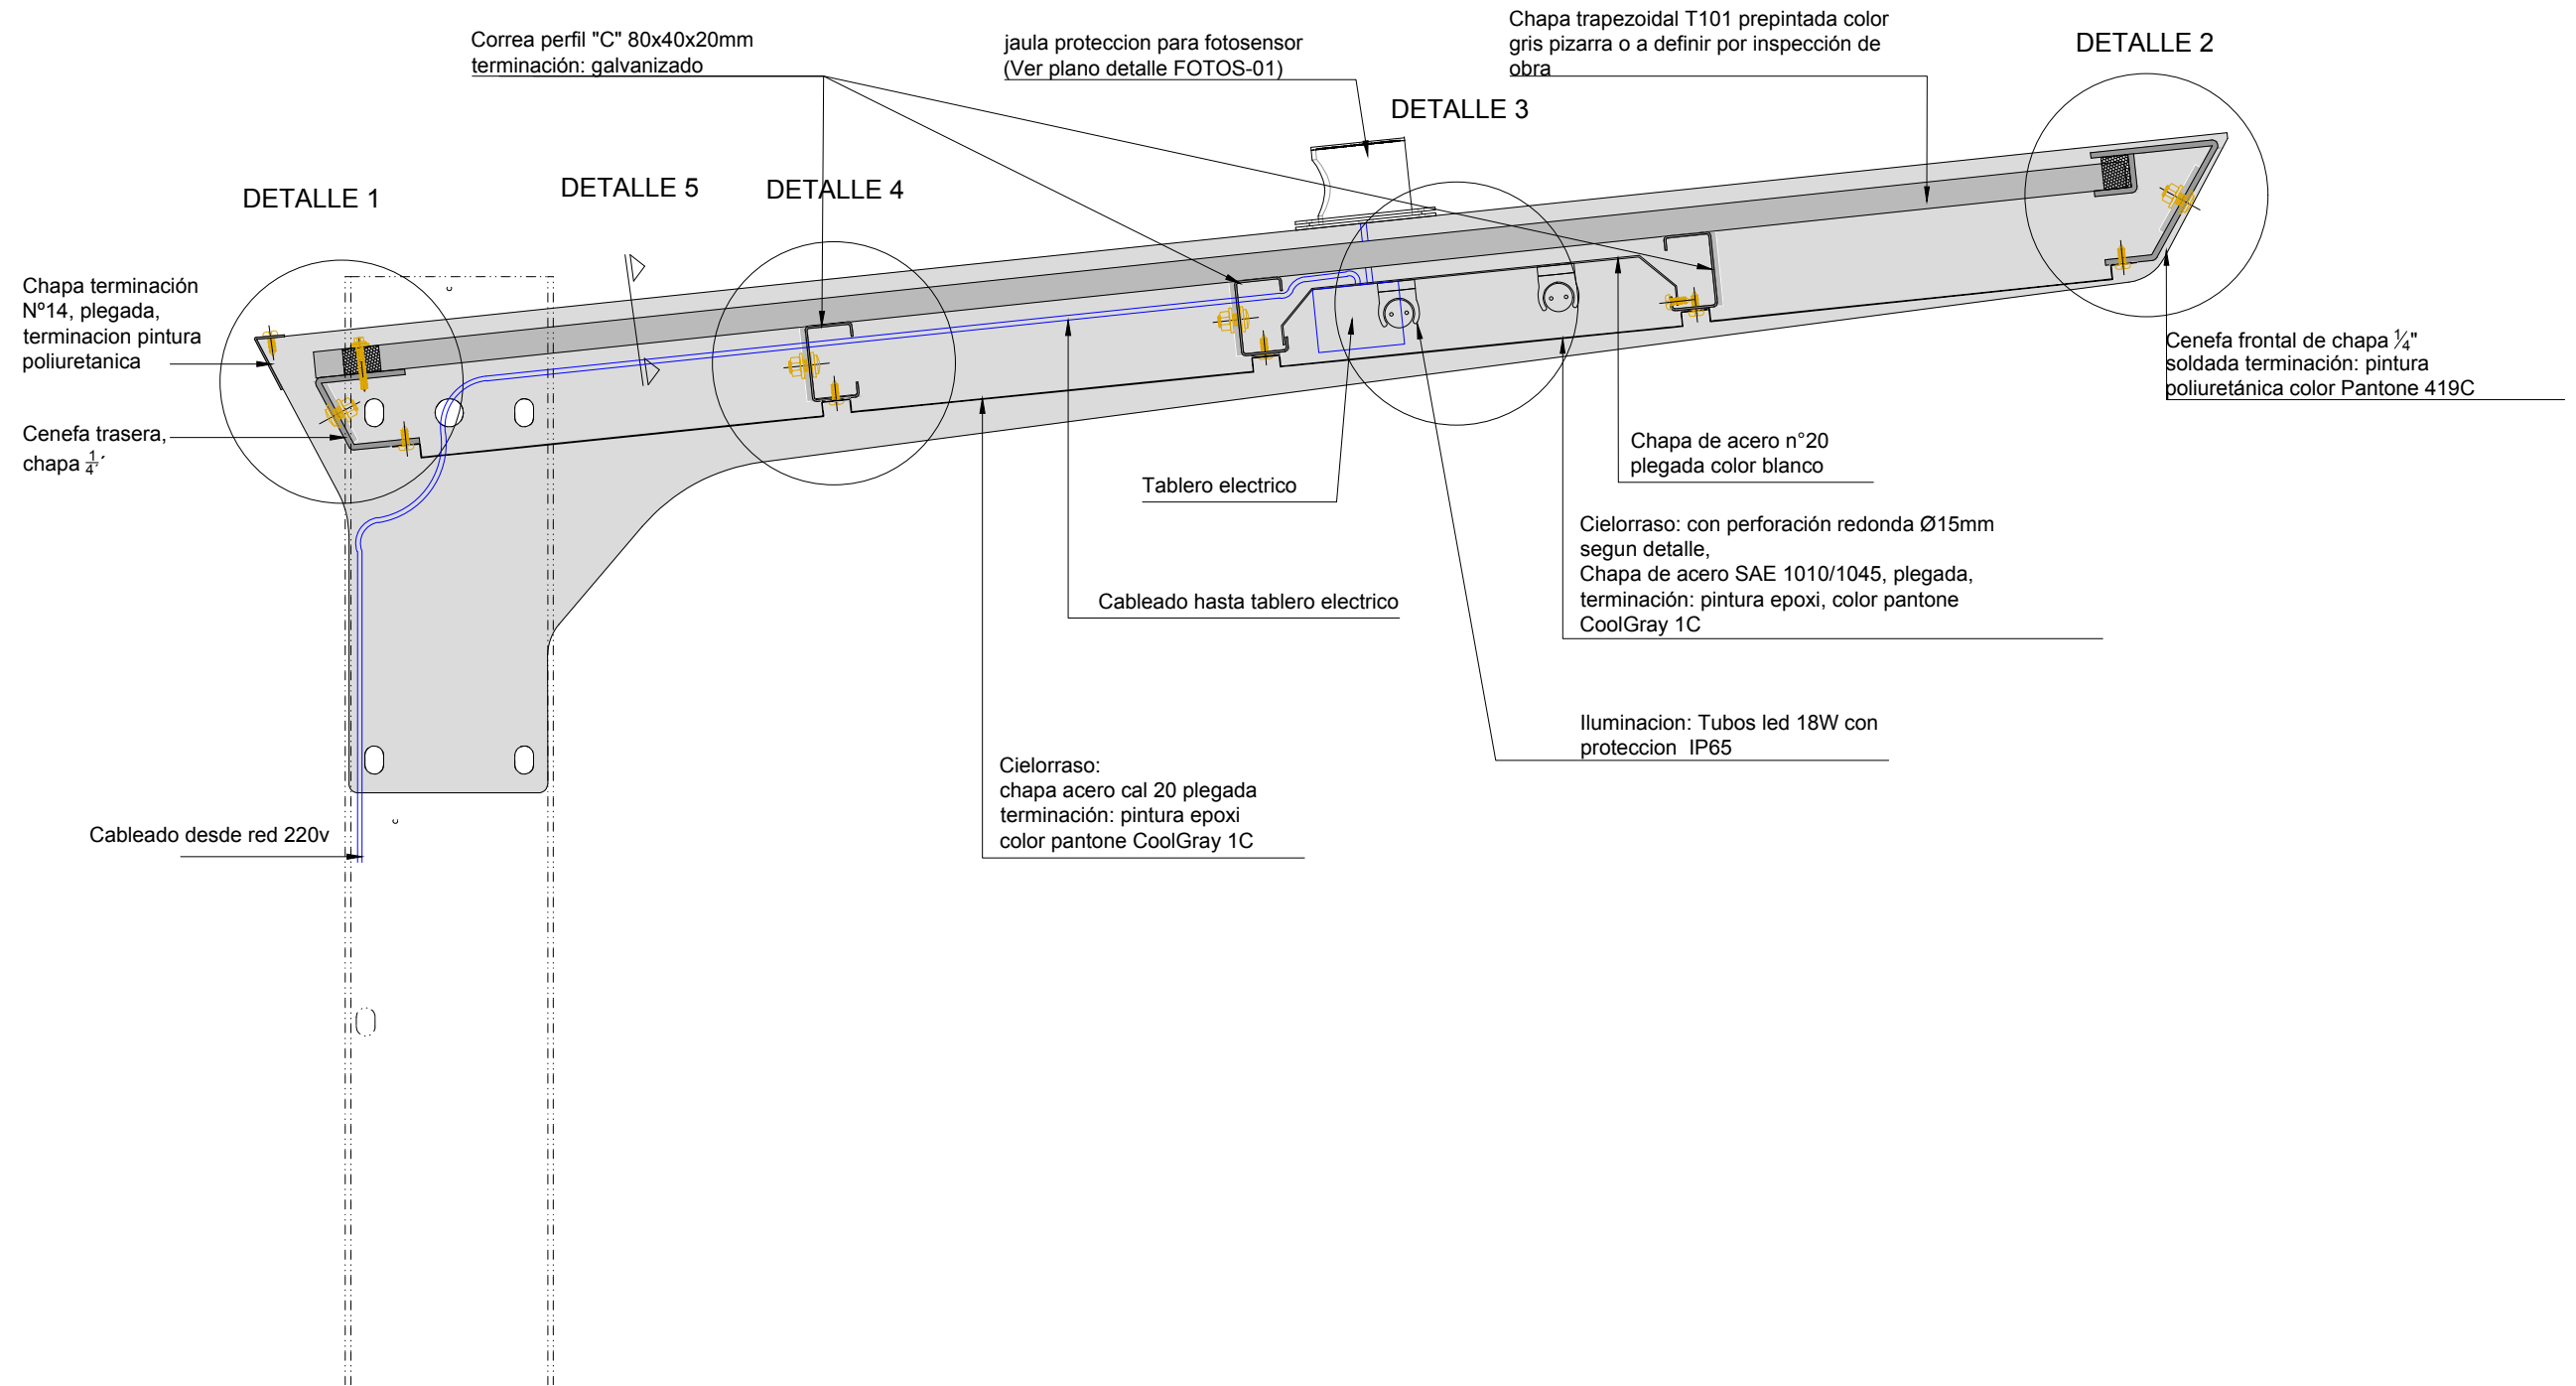 Chapa trapezoidal T101 prepintada color
gris pizarra o a definir por inspección de
obra
Correa perfil "C" 80x40x20mm
terminación: galvanizado
jaula proteccion para fotosensor
(Ver plano detalle FOTOS-01)
DETALLE 2
DETALLE 3
DETALLE 1
DETALLE 5
DETALLE 4
Chapa terminación
Nº14, plegada,
terminacion pintura
poliuretanica
Cenefa trasera,
chapa 1/4´
Cenefa frontal de chapa 1/4"
soldada terminación: pintura
poliuretánica color Pantone 419C
Chapa de acero n°20
plegada color blanco
Tablero electrico
Cielorraso: con perforación redonda Ø15mm
segun detalle,
Chapa de acero SAE 1010/1045, plegada,
terminación: pintura epoxi, color pantone
CoolGray 1C
Cableado hasta tablero electrico
Iluminacion: Tubos led 18W con
proteccion  IP65
Cielorraso:
chapa acero cal 20 plegada
terminación: pintura epoxi
color pantone CoolGray 1C
Cableado desde red 220v